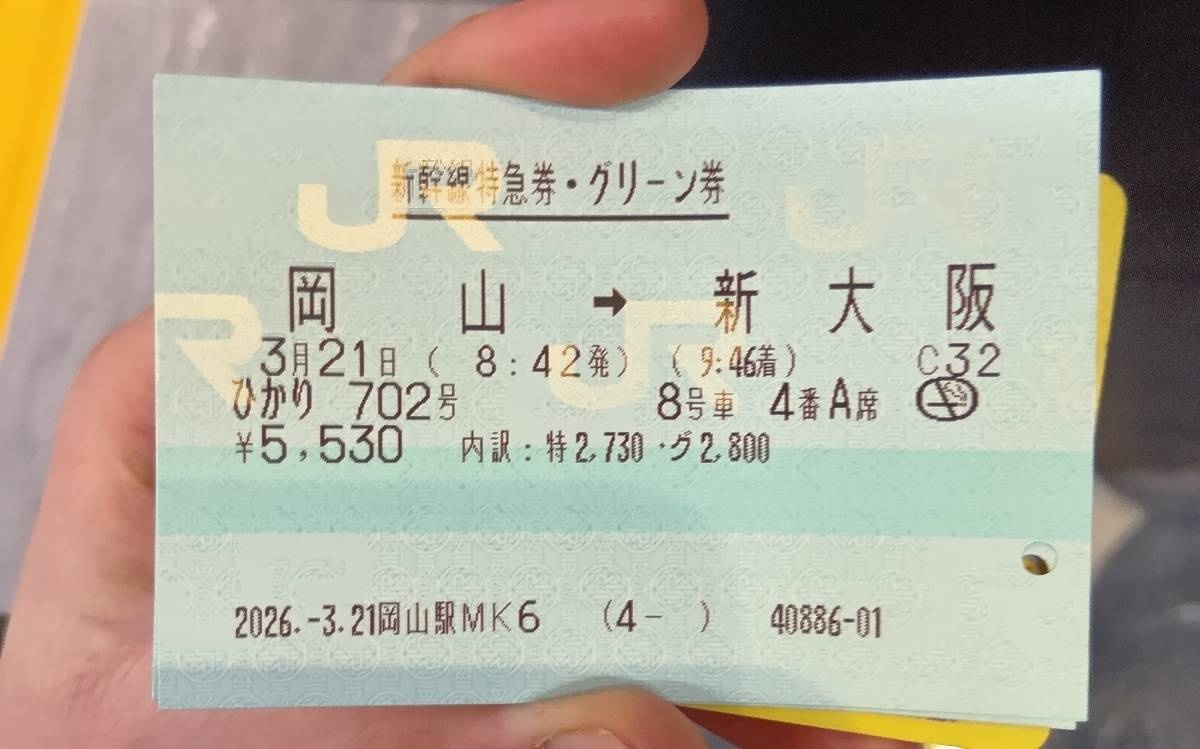 新幹線特急券・グリーン券
岡山 → 新大阪
3月21日 ( 8:42発) ( 9:46着) C32
ひかり 702号 8号車 4番A席
¥5,530 内訳:特2,730・グ2,800
2026.-3.21岡山駅MK6 (4- ) 40886-01
JR
JR
R
JR